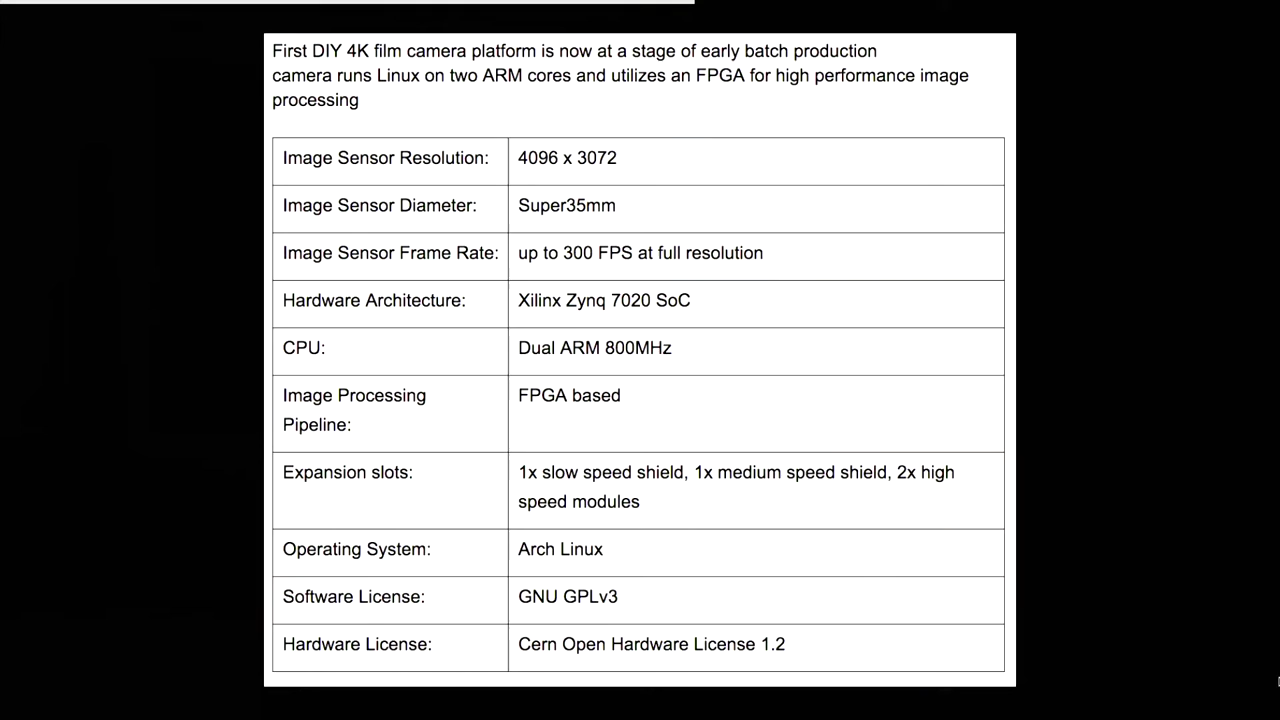 First DIY 4K film camera platform is now at a stage of early batch production
camera runs Linux on two ARM cores and utilizes an FPGA for high performance image
processing
Image Sensor Resolution: 4096 x 3072
Image Sensor Diameter: Super35mm
Image Sensor Frame Rate: up to 300 FPS at full resolution
Hardware Architecture: Xilinx Zynq 7020 SoC
CPU: Dual ARM 800MHz
Image Processing FPGA based
Pipeline:
Expansion slots: 1x slow speed shield, 1x medium speed shield, 2x high
speed modules
Operating System: Arch Linux
Software License: GNU GPLv3
Hardware License: Cern Open Hardware License 1.2